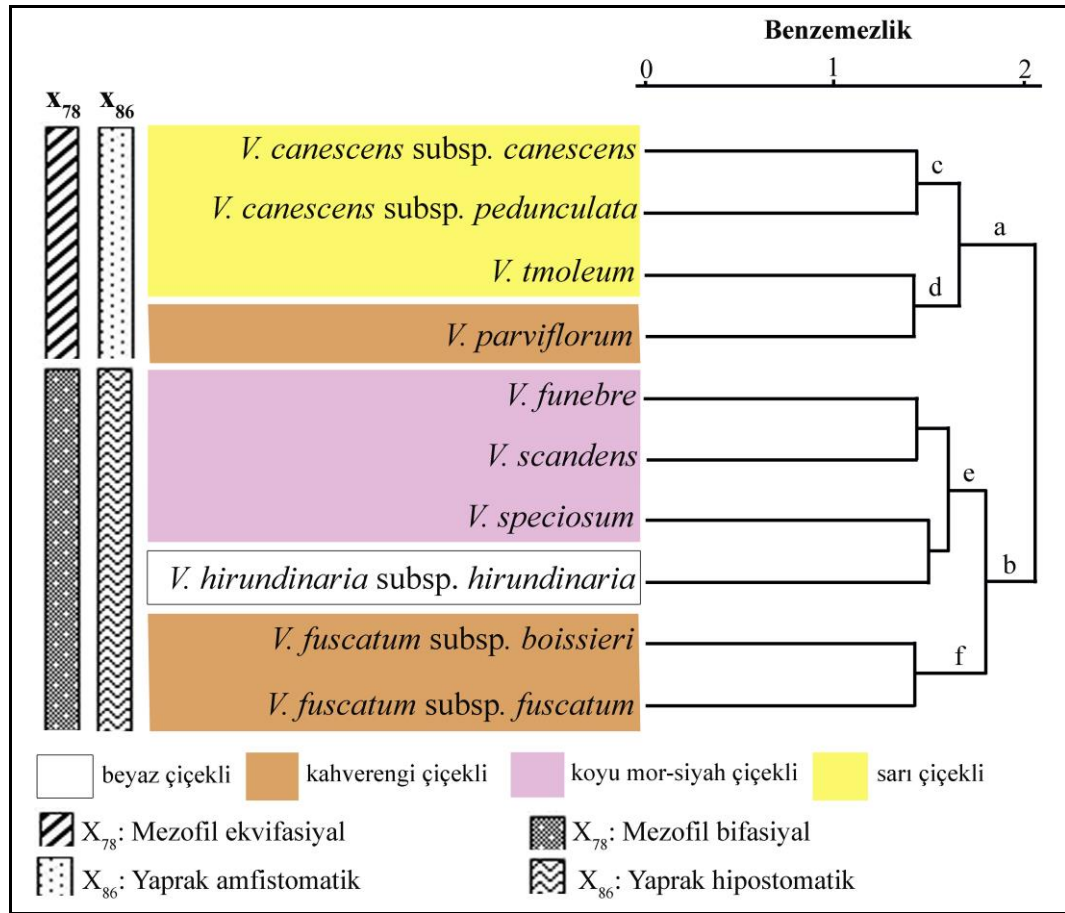 Benzemezlik
0 1 2
x78 x86
V. canescens subsp. canescens
c
V. canescens subsp. pedunculata
a
V. tmoleum
d
V. parviflorum
V. funebre
V. scandens
e
V. speciosum
V. hirundinaria subsp. hirundinaria
b
V. fuscatum subsp. boissieri
f
V. fuscatum subsp. fuscatum
beyaz çiçekli kahverengi çiçekli koyu mor-siyah çiçekli sarı çiçekli
X78: Mezofil ekvifasiyal X78: Mezofil bifasiyal
X86: Yaprak amfistomatik X86: Yaprak hipostomatik